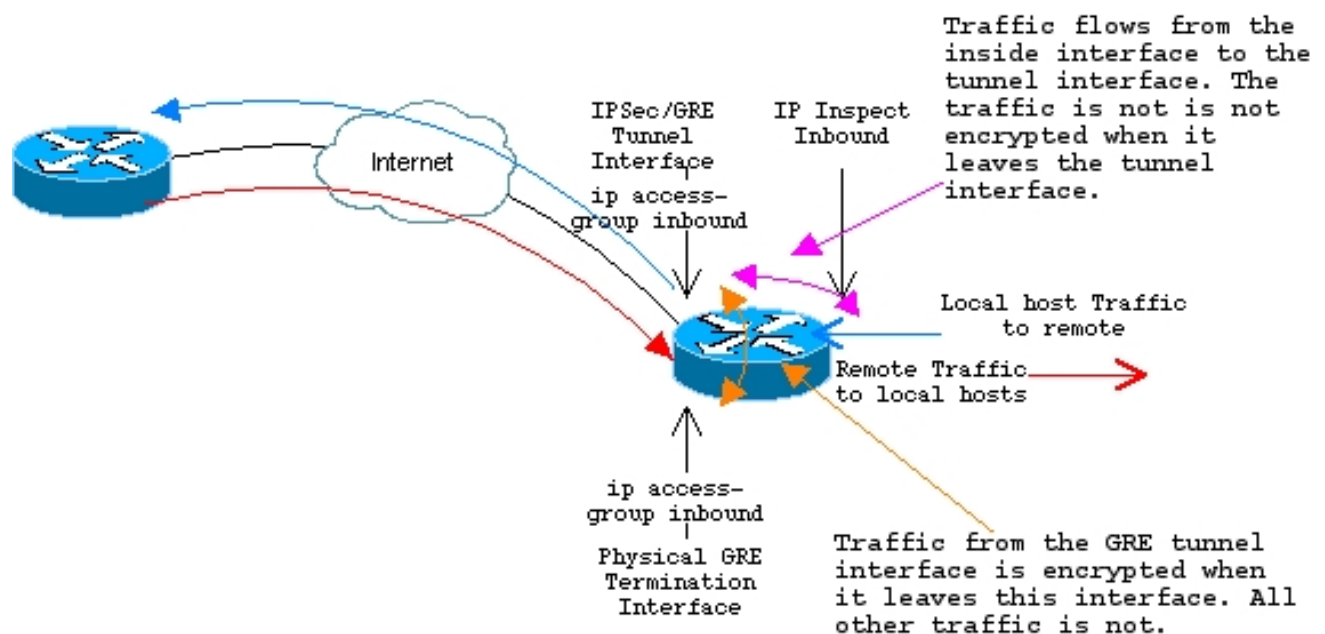 Traffic flows from the
inside interface to the
tunnel interface. The
traffic is not is not
encrypted when it
leaves the tunnel
interface.
IPSec/GRE
Tunnel
Interface
ip access-
group inbound
IP Inspect
Inbound
Internet
Local host Traffic
to remote
Remote Traffic
to local hosts
ip access-
group inbound
Physical GRE
Termination
Interface
Traffic from the GRE tunnel
interface is encrypted when
it leaves this interface. All
other traffic is not.